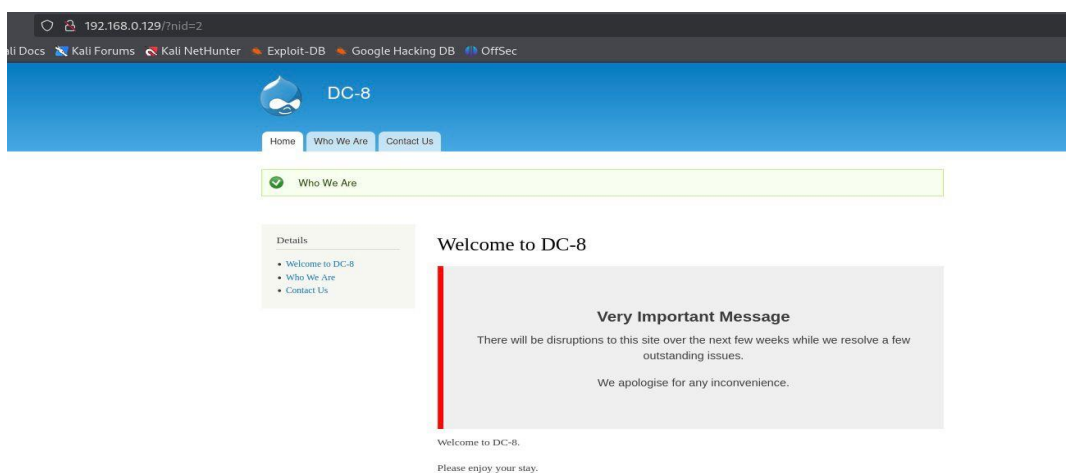 192.168.0.129/?nid=2
ali Docs Kali Forums Kali NetHunter Exploit-DB Google Hacking DB OffSec
DC-8
Home Who We Are Contact Us
Who We Are
Details
Welcome to DC-8
Who We Are
Contact Us
Welcome to DC-8
Very Important Message
There will be disruptions to this site over the next few weeks while we resolve a few
outstanding issues.
We apologise for any inconvenience.
Welcome to DC-8.
Please enjoy your stay.